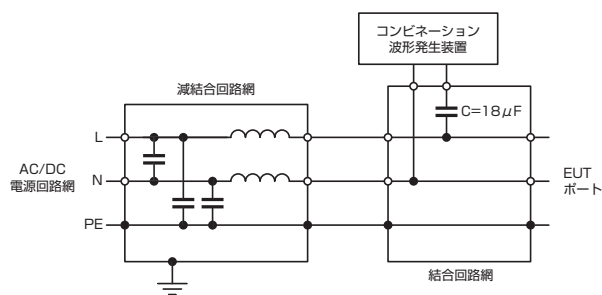 コンビネーション
波形発生装置
減結合回路網
C=18μF
L
AC/DC
電源回路網
N
EUT
ポート
PE
結合回路網